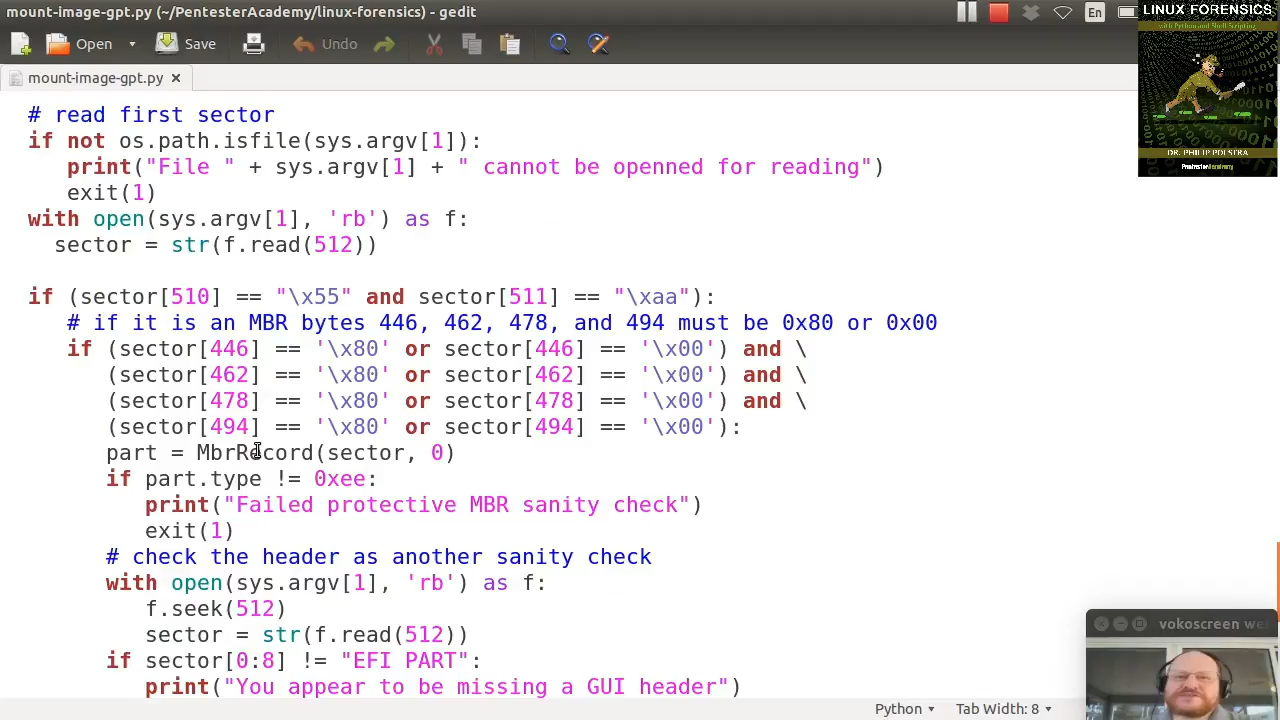 mount-image-gpt.py (~/PentesterAcademy/linux-forensics) - gedit
En
Open
Save
Undo
mount-image-gpt.py
# read first sector
if not os.path.isfile(sys.argv[1]):
print("File " + sys.argv[1] + " cannot be openned for reading")
exit(1)
with open(sys.argv[1], 'rb') as f:
sector = str(f.read(512))
if (sector[510] == "\x55" and sector[511] == "\xaa"):
# if it is an MBR bytes 446, 462, 478, and 494 must be 0x80 or 0x00
if (sector[446] == '\x80' or sector[446] == '\x00') and \
(sector[462] == '\x80' or sector[462] == '\x00') and \
(sector[478] == '\x80' or sector[478] == '\x00') and \
(sector[494] == '\x80' or sector[494] == '\x00'):
part = MbrRecord(sector, 0)
if part.type != 0xee:
print("Failed protective MBR sanity check")
exit(1)
# check the header as another sanity check
with open(sys.argv[1], 'rb') as f:
f.seek(512)
sector = str(f.read(512))
if sector[0:8] != "EFI PART":
print("You appear to be missing a GUI header")
Python
Tab Width: 8
LINUX FORENSICS
with Python and Shell Scripting
DR. PHILIP POLSTRA
PentesterAcademy
vokoscreen we